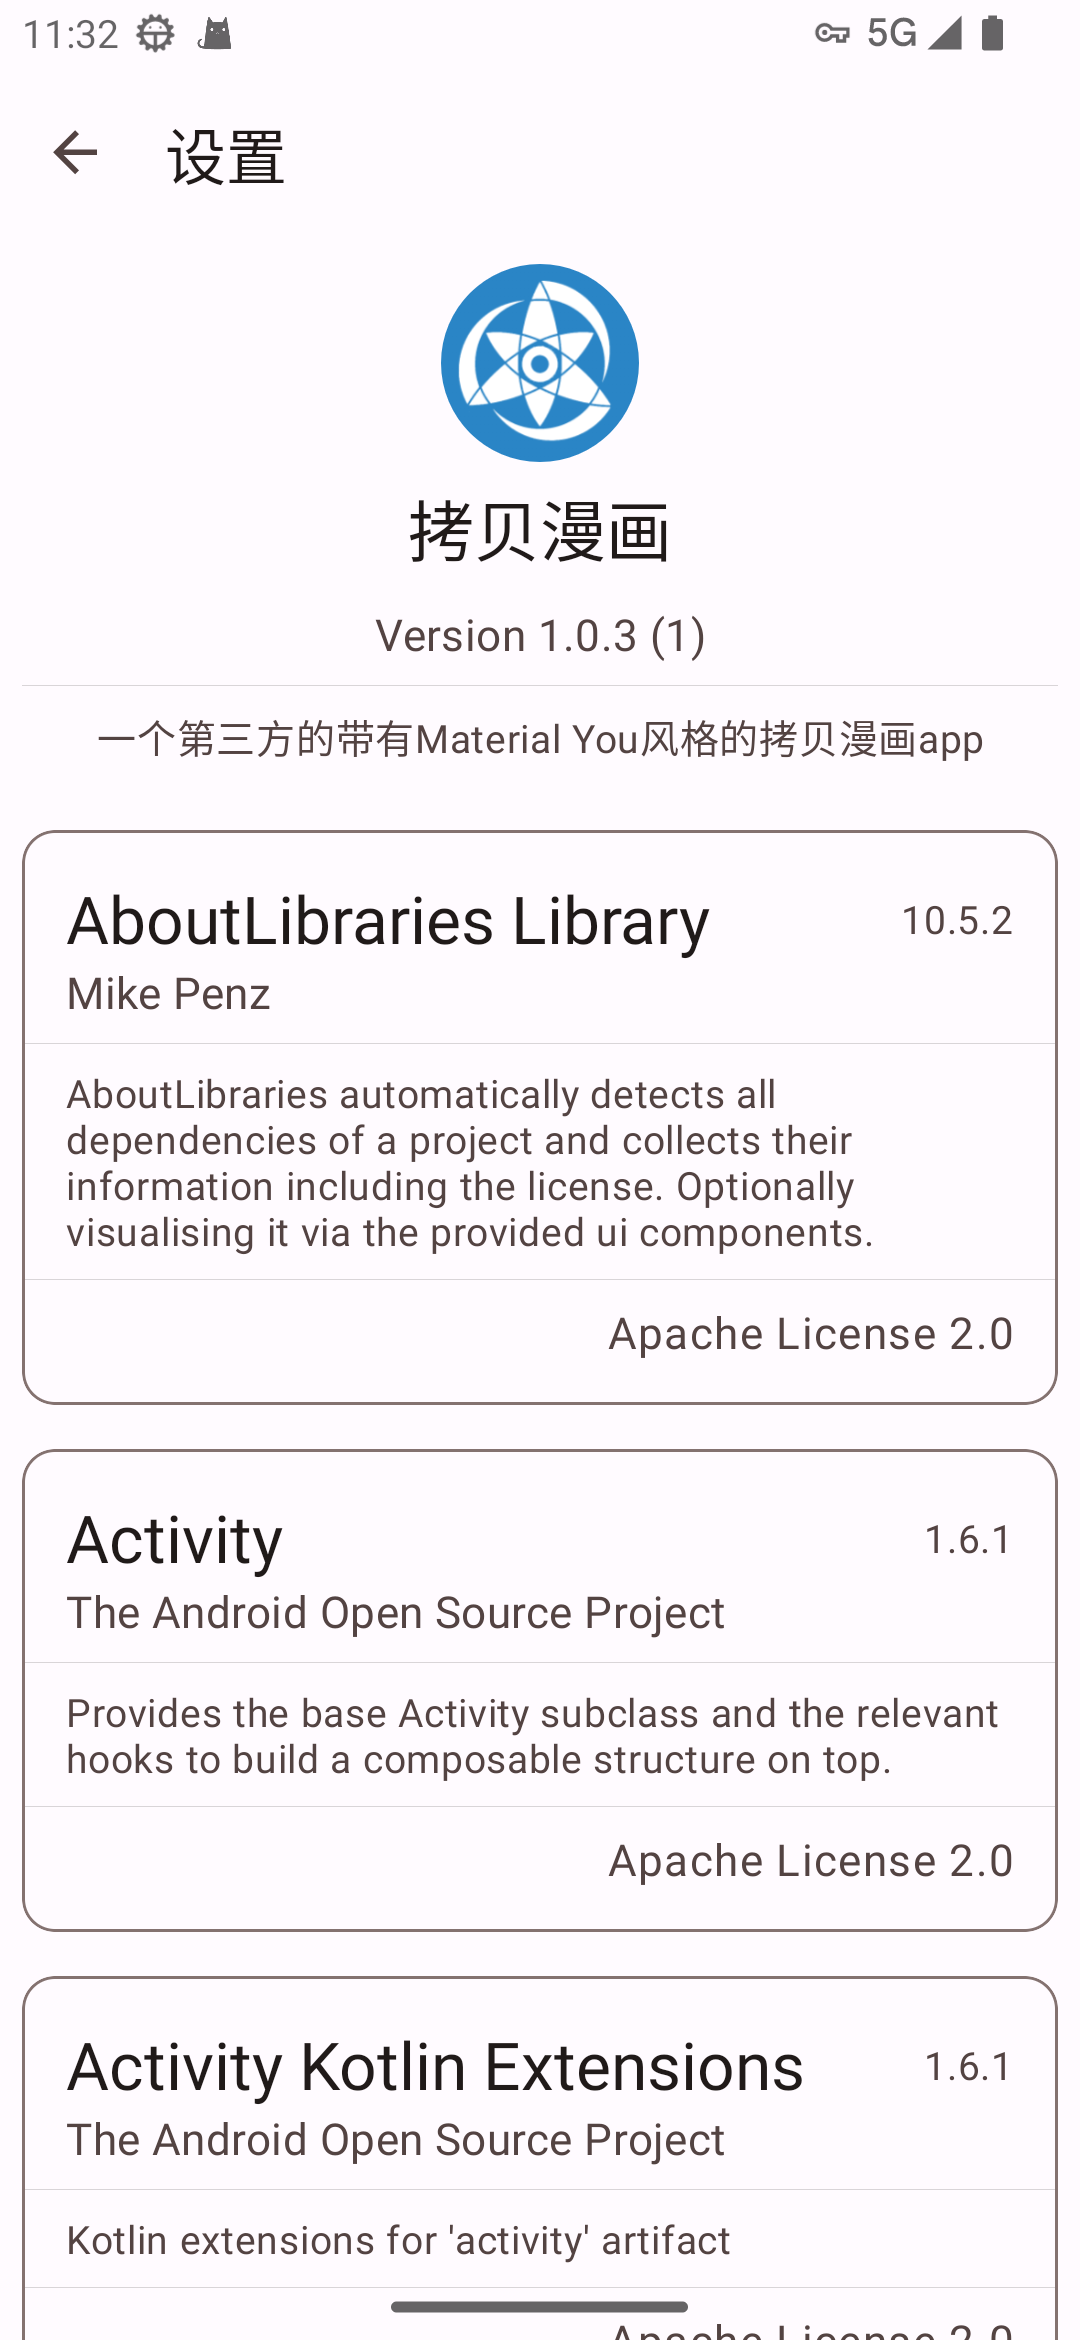 11:32
5G
设置
拷贝漫画
Version 1.0.3 (1)
一个第三方的带有Material You风格的拷贝漫画app
AboutLibraries Library
10.5.2
Mike Penz
AboutLibraries automatically detects all
dependencies of a project and collects their
information including the license. Optionally
visualising it via the provided ui components.
Apache License 2.0
Activity
1.6.1
The Android Open Source Project
Provides the base Activity subclass and the relevant
hooks to build a composable structure on top.
Apache License 2.0
Activity Kotlin Extensions
1.6.1
The Android Open Source Project
Kotlin extensions for 'activity' artifact
Apache License 2.0